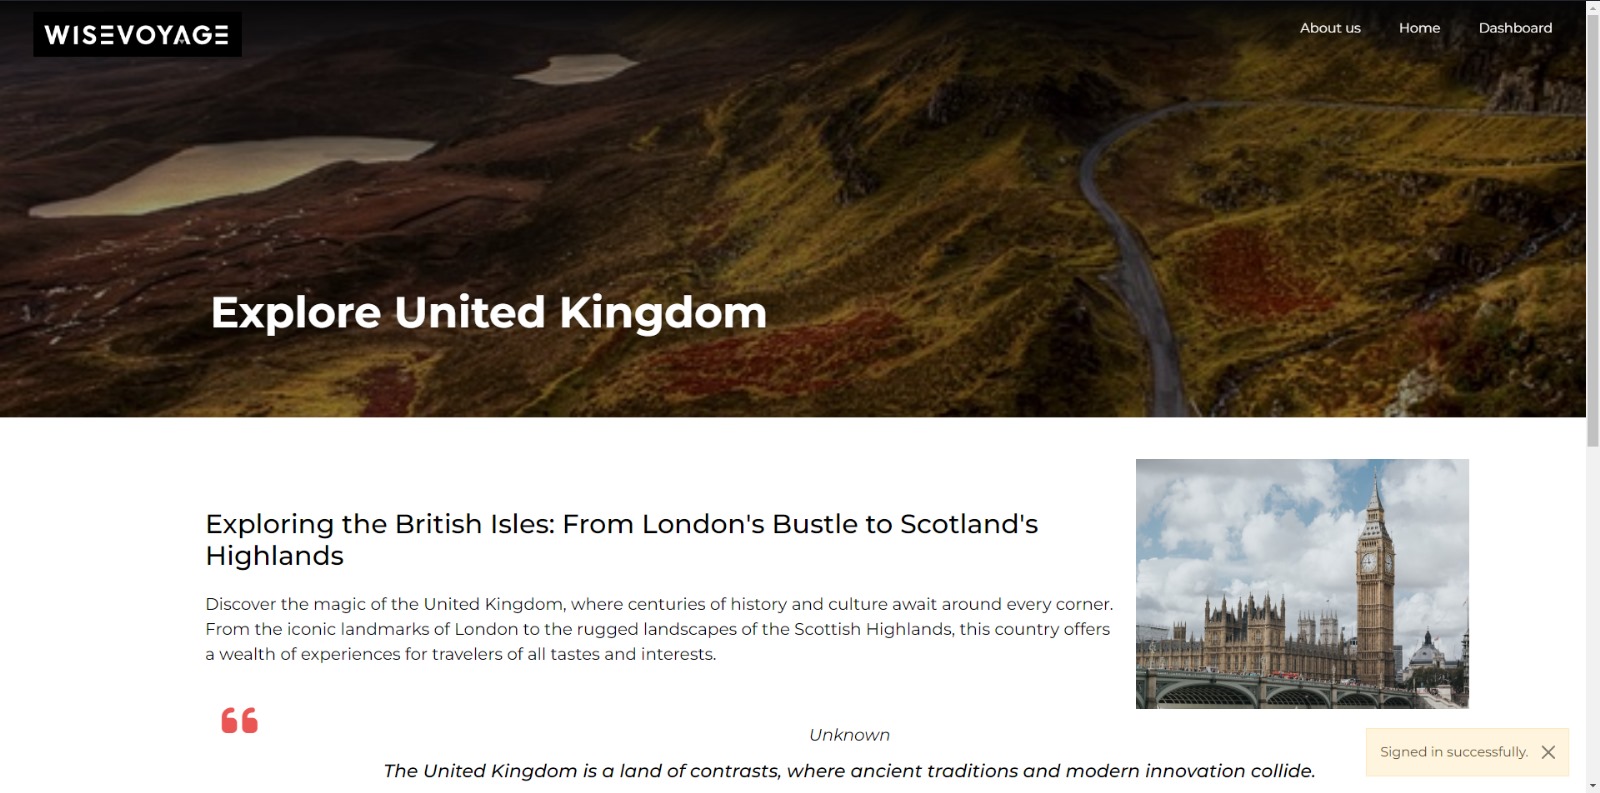 WISEVOYAGE
About us Home Dashboard
Explore United Kingdom
Exploring the British Isles: From London's Bustle to Scotland's
Highlands
Discover the magic of the United Kingdom, where centuries of history and culture await around every corner.
From the iconic landmarks of London to the rugged landscapes of the Scottish Highlands, this country offers
a wealth of experiences for travelers of all tastes and interests.
“
Unknown
The United Kingdom is a land of contrasts, where ancient traditions and modern innovation collide.
Signed in successfully.